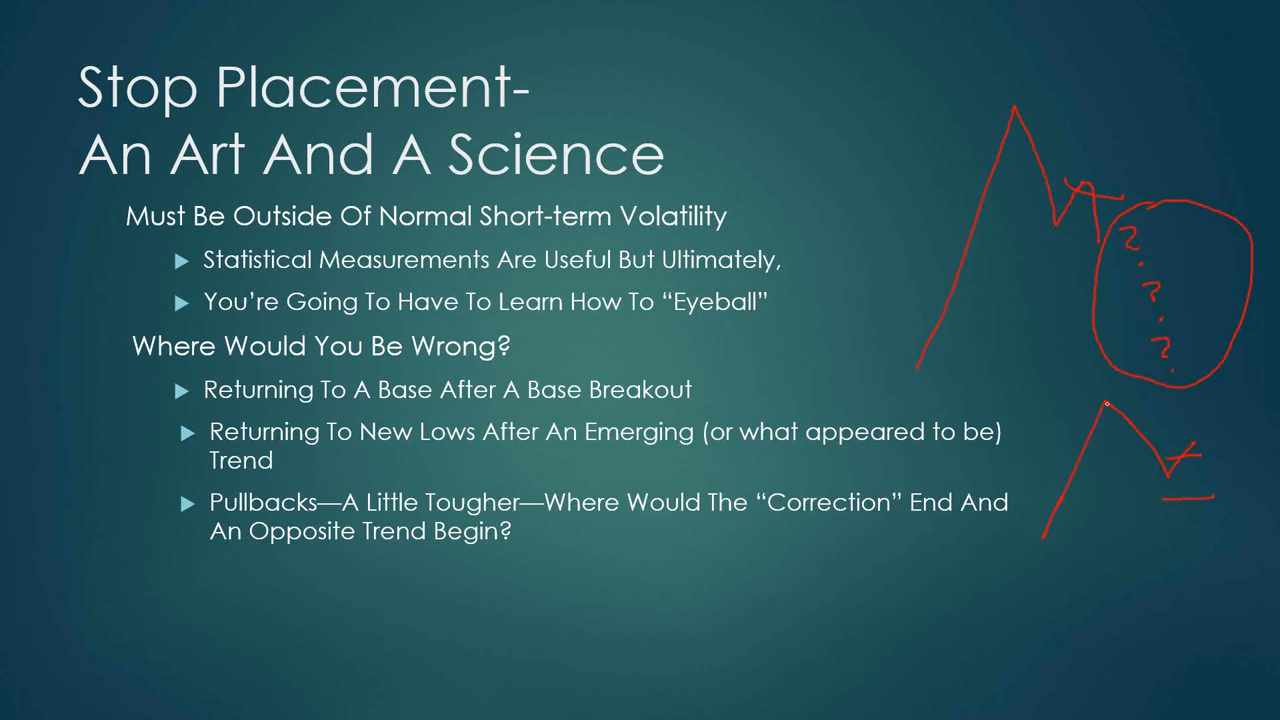 Stop Placement-
An Art And A Science
Must Be Outside Of Normal Short-term Volatility
Statistical Measurements Are Useful But Ultimately,
You’re Going To Have To Learn How To “Eyeball”
Where Would You Be Wrong?
Returning To A Base After A Base Breakout
Returning To New Lows After An Emerging (or what appeared to be)
Trend
Pullbacks—A Little Tougher—Where Would The “Correction” End And
An Opposite Trend Begin?
?
?
?